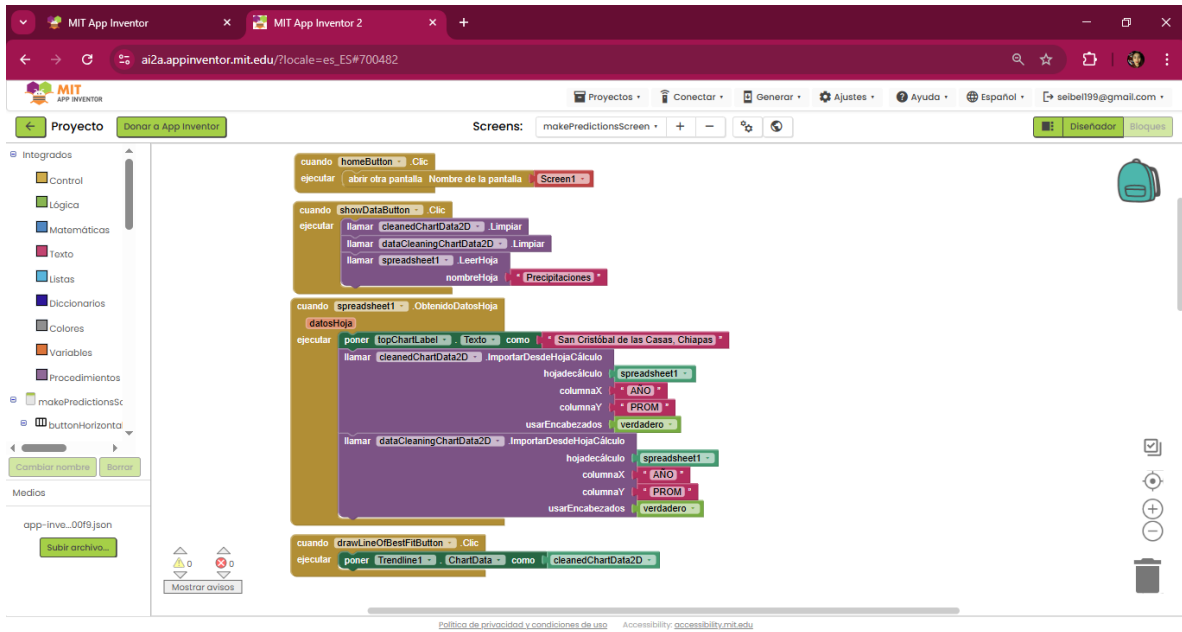 MIT App Inventor
MIT App Inventor 2
ai2a.appinventor.mit.edu/?locale=es_ES#700482
MIT
APP INVENTOR
Proyectos
Conectar
Generar
Ajustes
Ayuda
Español
seibel199@gmail.com
Proyecto
Donar a App Inventor
Screens:
makePredictionsScreen
Diseñador
Bloques
Integrados
Control
Lógica
Matemáticas
Texto
Listas
Diccionarios
Colores
Variables
Procedimientos
makePredictionsSc
buttonHorizonta
Cambiar nombre
Borrar
Medios
app-inve...00f9.json
Subir archivo...
cuando homeButton .Clic
ejecutar abrir otra pantalla Nombre de la pantalla Screen1
cuando showDataButton .Clic
ejecutar llamar cleanedChartData2D .Limpiar
llamar dataCleaningChartData2D .Limpiar
llamar spreadsheet1 .LeerHoja
nombreHoja " Precipitaciones "
cuando spreadsheet1 .ObtenidoDatosHoja
datosHoja
ejecutar poner topChartLabel . Texto como " San Cristóbal de las Casas, Chiapas "
llamar cleanedChartData2D .ImportarDesdeHojaCálculo
hojadecálculo spreadsheet1
columnaX " AÑO "
columnaY " PROM "
usarEncabezados verdadero
llamar dataCleaningChartData2D .ImportarDesdeHojaCálculo
hojadecálculo spreadsheet1
columnaX " AÑO "
columnaY " PROM "
usarEncabezados verdadero
cuando drawLineOfBestFitButton .Clic
ejecutar poner Trendline1 . ChartData como cleanedChartData2D
0
0
Mostrar avisos
Política de privacidad y condiciones de uso
Accessibility: accessibility.mit.edu